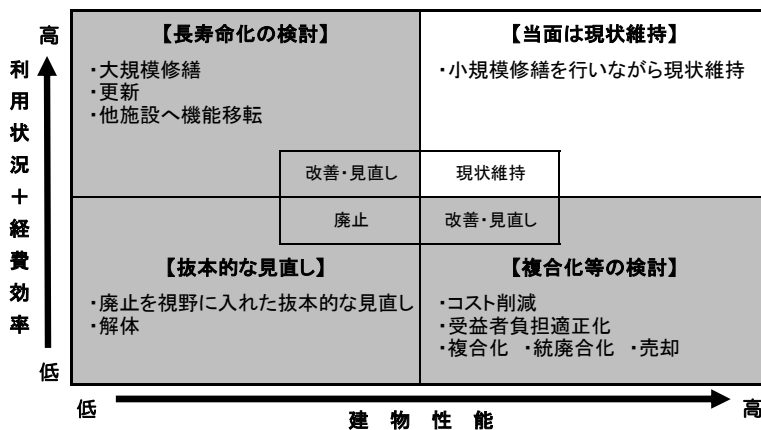 高
利用状況＋経費効率
低
【長寿命化の検討】
・大規模修繕
・更新
・他施設へ機能移転
【当面は現状維持】
・小規模修繕を行いながら現状維持
改善・見直し
現状維持
廃止
改善・見直し
【抜本的な見直し】
・廃止を視野に入れた抜本的な見直し
・解体
【複合化等の検討】
・コスト削減
・受益者負担適正化
・複合化 ・統廃合化 ・売却
低
建物性能
高